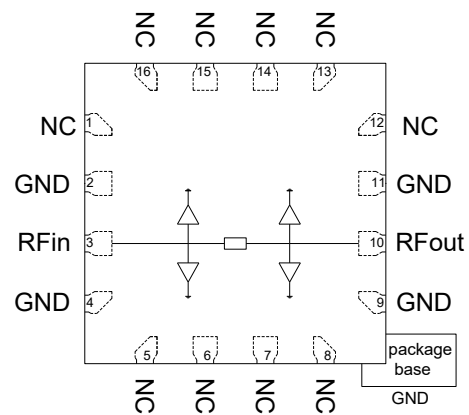 NC NC NC NC
16 15 14 13
NC 1 12 NC
GND 2 11 GND
RFin 3 10 RFout
GND 4 9 GND
5 6 7 8
NC NC NC NC
package
base
GND